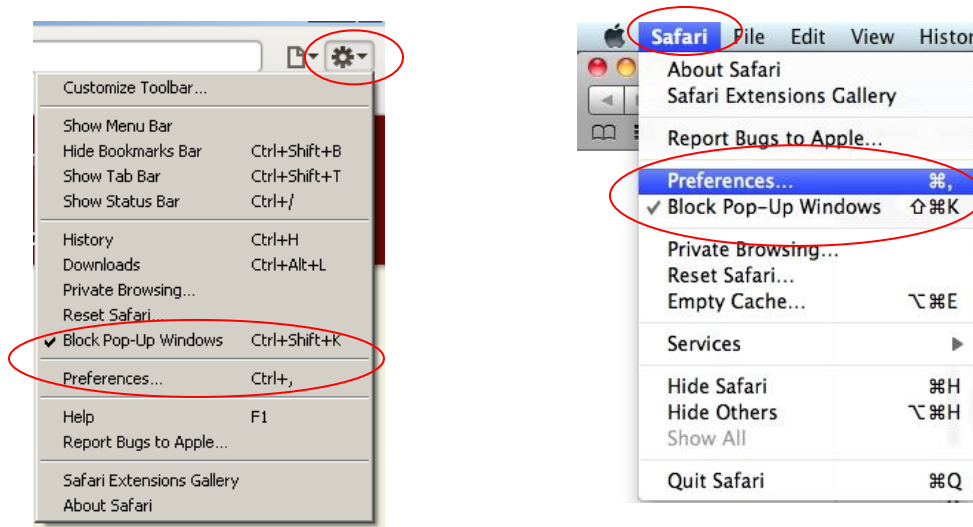 Customize Toolbar...
Show Menu Bar
Hide Bookmarks Bar Ctrl+Shift+B
Show Tab Bar Ctrl+Shift+T
Show Status Bar Ctrl+/
History Ctrl+H
Downloads Ctrl+Alt+L
Private Browsing...
Reset Safari...
✔ Block Pop-Up Windows Ctrl+Shift+K
Preferences... Ctrl+,
Help F1
Report Bugs to Apple...
Safari Extensions Gallery
About Safari
Safari File Edit View Histor
About Safari
Safari Extensions Gallery
Report Bugs to Apple...
Preferences... ⌘,
✓ Block Pop-Up Windows ⇧⌘K
Private Browsing...
Reset Safari...
Empty Cache... ⌥⌘E
Services ▶
Hide Safari ⌘H
Hide Others ⌥⌘H
Show All
Quit Safari ⌘Q